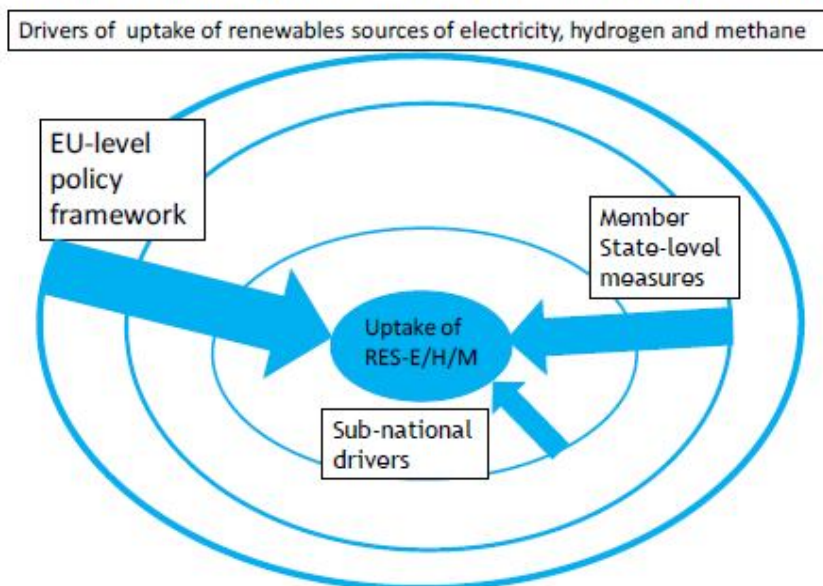 Drivers of uptake of renewables sources of electricity, hydrogen and methane
EU-level
policy
framework
Member
State-level
measures
Uptake of
RES-E/H/M
Sub-national
drivers